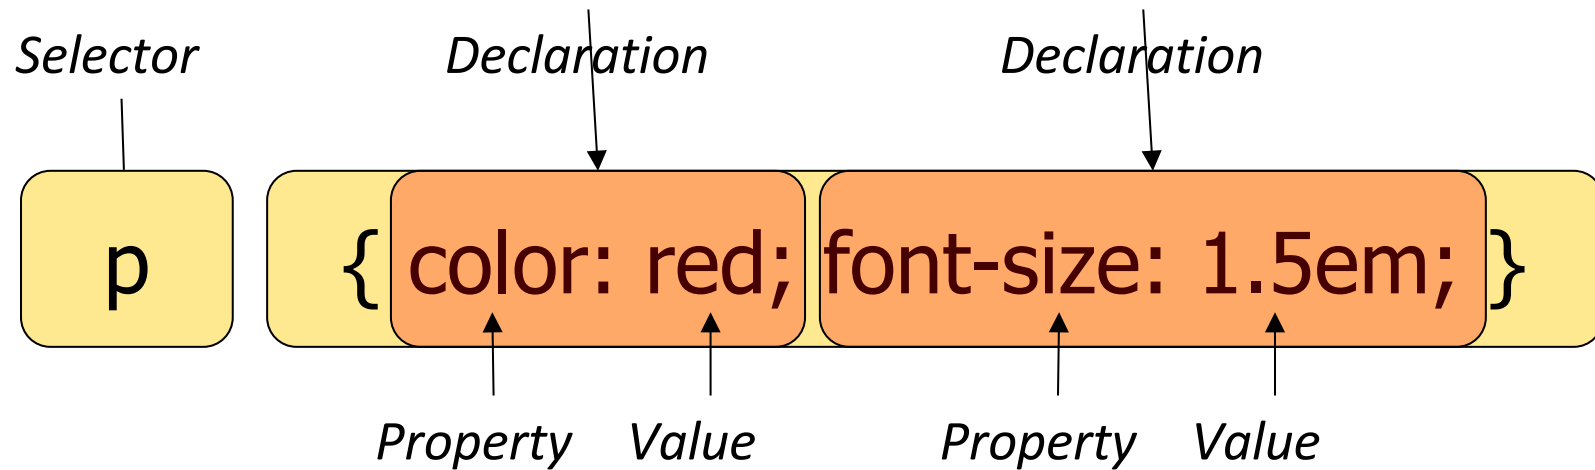 Selector Declaration Declaration
p { color: red; font-size: 1.5em; }
Property Value Property Value